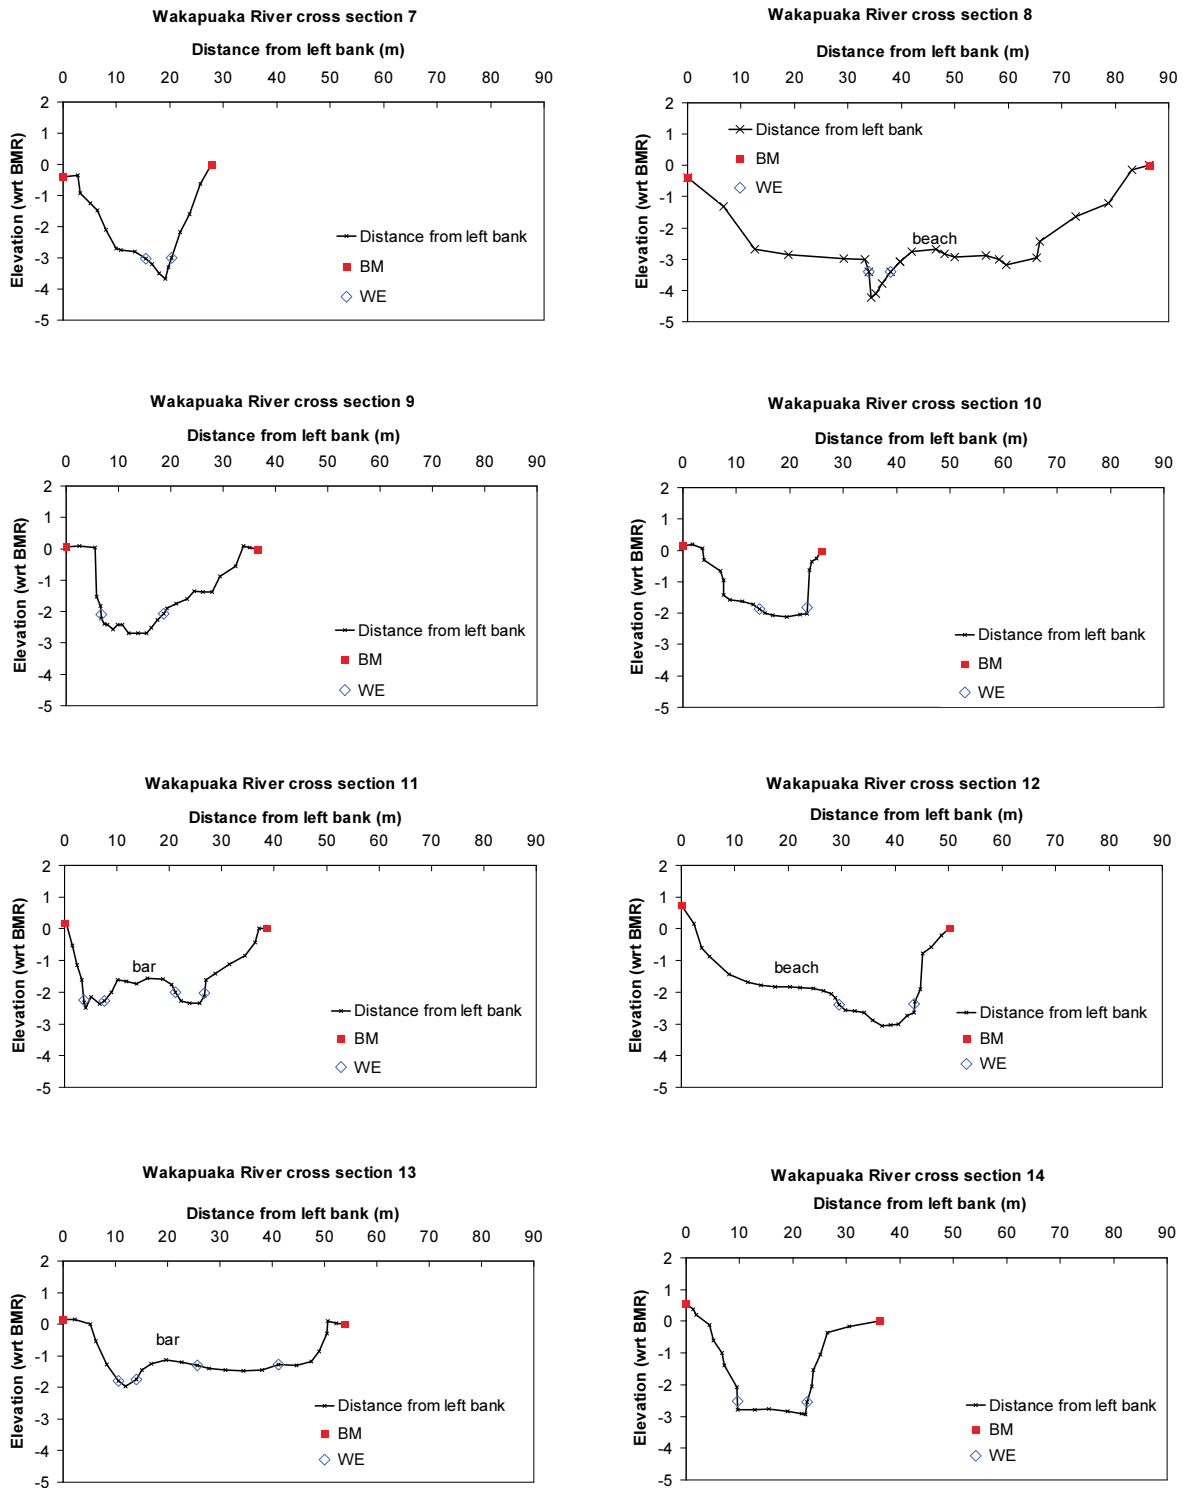 Wakapuaka River cross section 7
Distance from left bank (m)
0 10 20 30 40 50 60 70 80 90
2
1
0
-1
-2
-3
-4
-5
Elevation (wrt BMR)
Distance from left bank
BM
WE
Wakapuaka River cross section 8
Distance from left bank (m)
0 10 20 30 40 50 60 70 80 90
2
1
0
-1
-2
-3
-4
-5
Elevation (wrt BMR)
Distance from left bank
BM
WE
beach
Wakapuaka River cross section 9
Distance from left bank (m)
0 10 20 30 40 50 60 70 80 90
2
1
0
-1
-2
-3
-4
-5
Elevation (wrt BMR)
Distance from left bank
BM
WE
Wakapuaka River cross section 10
Distance from left bank (m)
0 10 20 30 40 50 60 70 80 90
2
1
0
-1
-2
-3
-4
-5
Elevation (wrt BMR)
Distance from left bank
BM
WE
Wakapuaka River cross section 11
Distance from left bank (m)
0 10 20 30 40 50 60 70 80 90
2
1
0
-1
-2
-3
-4
-5
Elevation (wrt BMR)
bar
Distance from left bank
BM
WE
Wakapuaka River cross section 12
Distance from left bank (m)
0 10 20 30 40 50 60 70 80 90
2
1
0
-1
-2
-3
-4
-5
Elevation (wrt BMR)
beach
Distance from left bank
BM
WE
Wakapuaka River cross section 13
Distance from left bank (m)
0 10 20 30 40 50 60 70 80 90
2
1
0
-1
-2
-3
-4
-5
Elevation (wrt BMR)
bar
Distance from left bank
BM
WE
Wakapuaka River cross section 14
Distance from left bank (m)
0 10 20 30 40 50 60 70 80 90
2
1
0
-1
-2
-3
-4
-5
Elevation (wrt BMR)
Distance from left bank
BM
WE